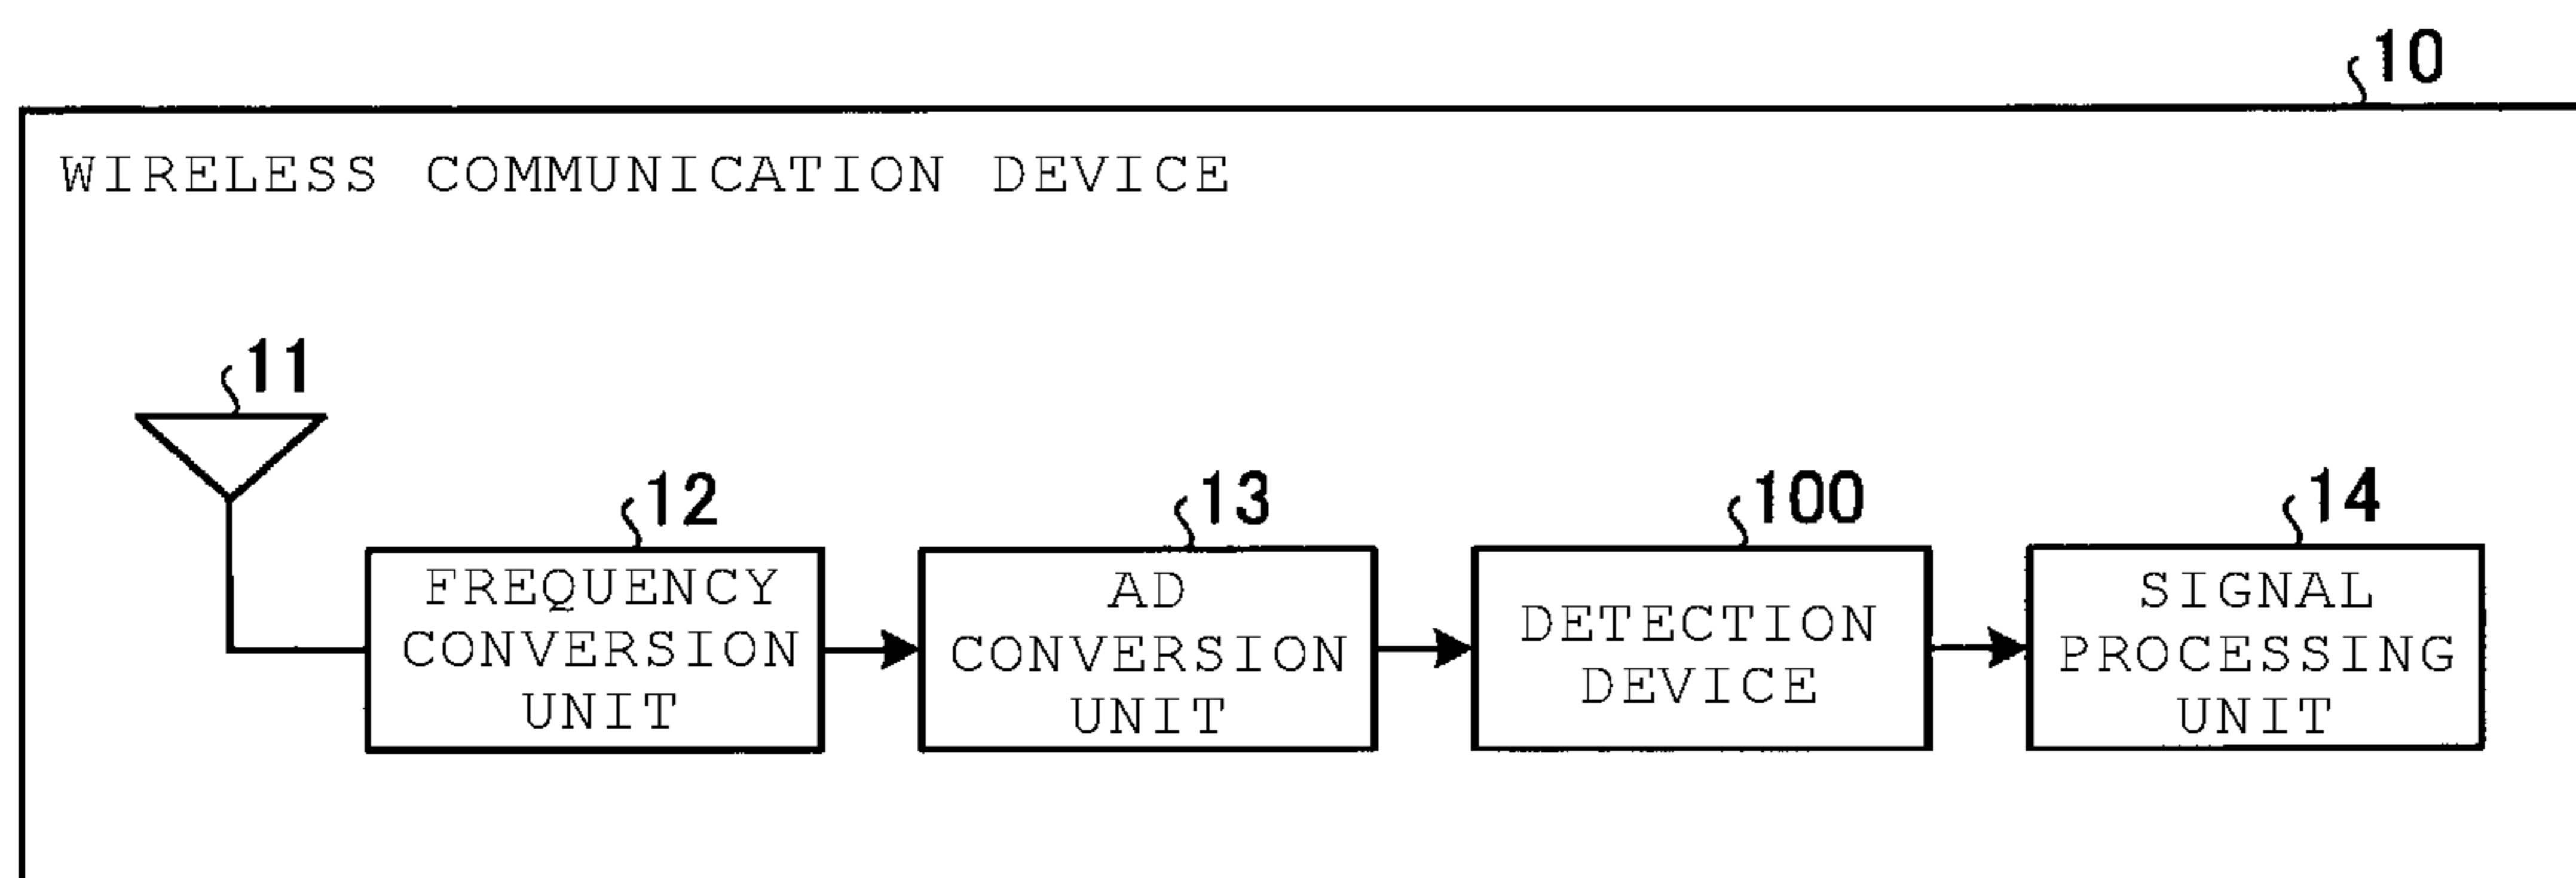 10
WIRELESS COMMUNICATION DEVICE
11
12
13
100
14
FREQUENCY
CONVERSION
UNIT
AD
CONVERSION
UNIT
DETECTION
DEVICE
SIGNAL
PROCESSING
UNIT